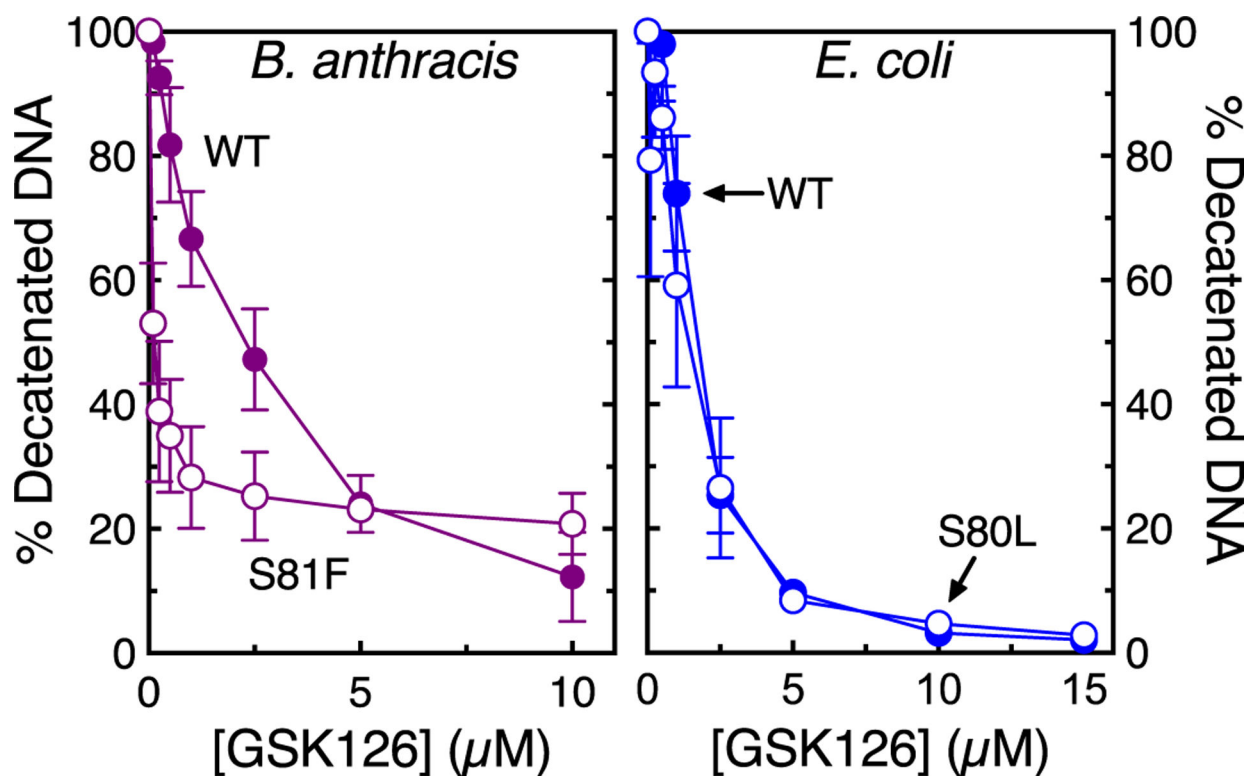 % Decatenated DNA
100
80
60
40
20
0
B. anthracis
WT
S81F
0
5
10
[GSK126] (µM)
E. coli
WT
S80L
0
5
10
15
[GSK126] (µM)
100
80
60
40
20
0
% Decatenated DNA